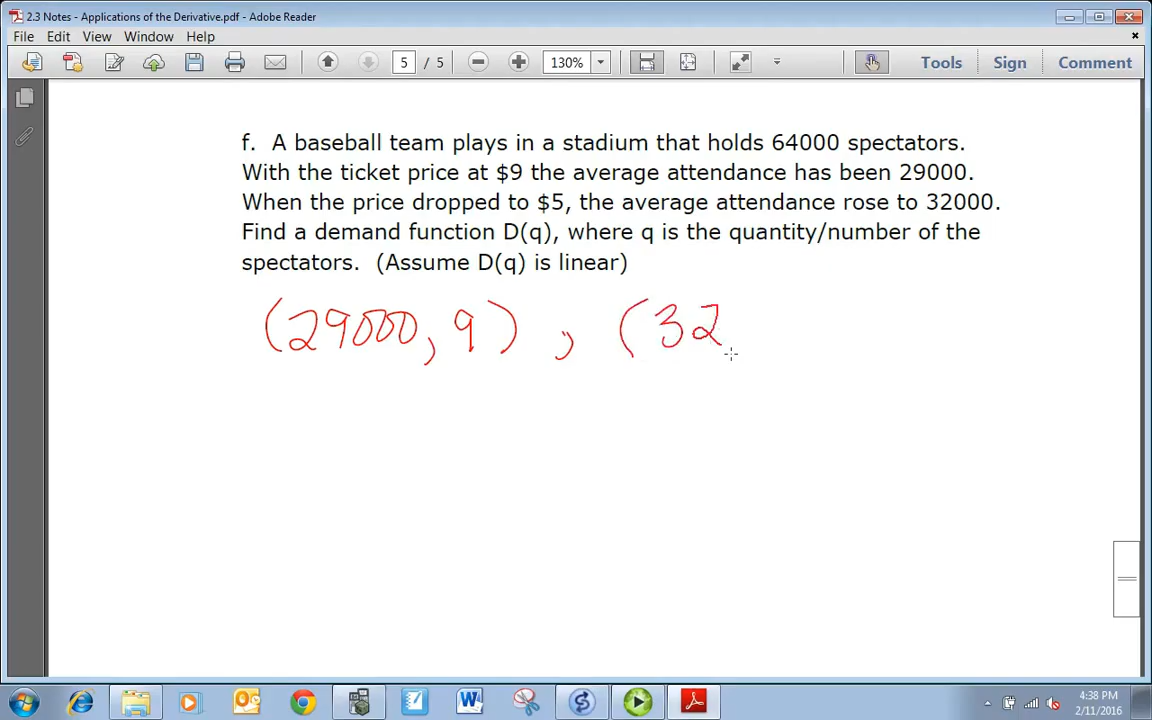 2.3 Notes - Applications of the Derivative.pdf - Adobe Reader
File Edit View Window Help
5 / 5 130% Tools Sign Comment
f. A baseball team plays in a stadium that holds 64000 spectators.
With the ticket price at $9 the average attendance has been 29000.
When the price dropped to $5, the average attendance rose to 32000.
Find a demand function D(q), where q is the quantity/number of the
spectators. (Assume D(q) is linear)
(29000, 9) , (32
4:38 PM
2/11/2016